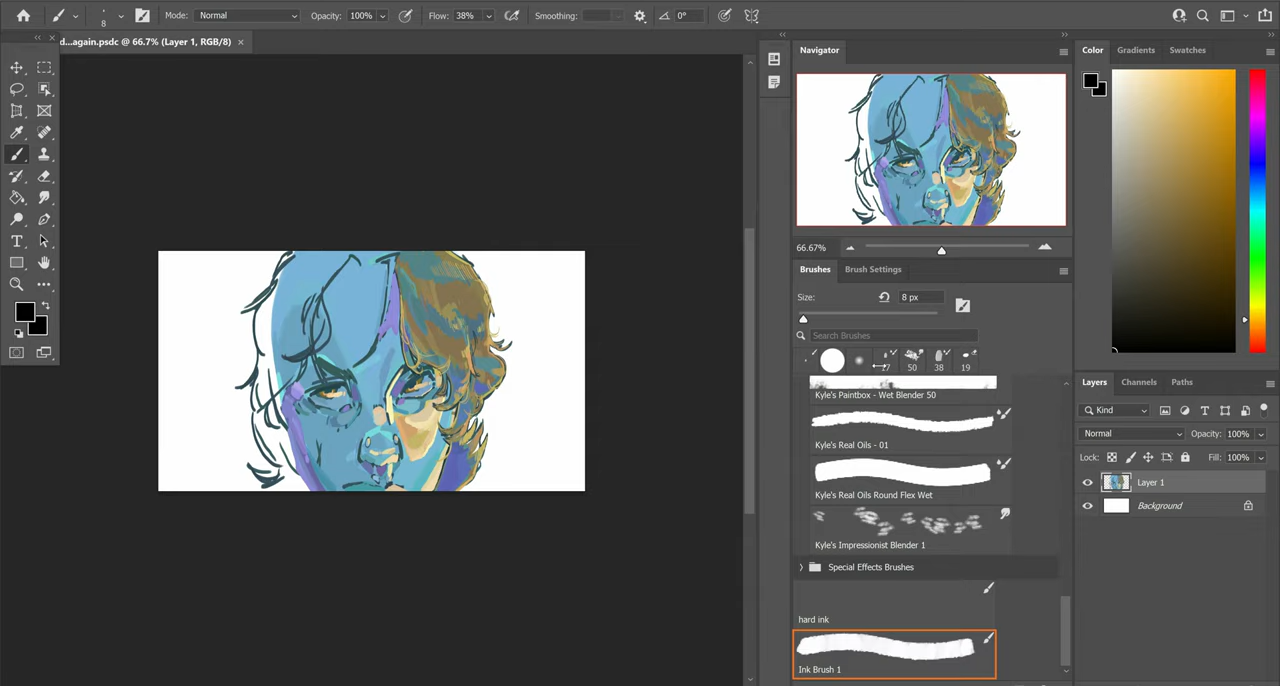 8
Mode: Normal
Opacity: 100%
Flow: 38%
Smoothing:
0°
d...again.psdc @ 66.7% (Layer 1, RGB/8)
Navigator
66.67%
Brushes
Brush Settings
Size:
8 px
Search Brushes
17
50
38
19
Kyle's Paintbox - Wet Blender 50
Kyle's Real Oils - 01
Kyle's Real Oils Round Flex Wet
Kyle's Impressionist Blender 1
Special Effects Brushes
hard ink
Ink Brush 1
Color
Gradients
Swatches
Layers
Channels
Paths
Kind
Normal
Opacity: 100%
Lock:
Fill: 100%
Layer 1
Background